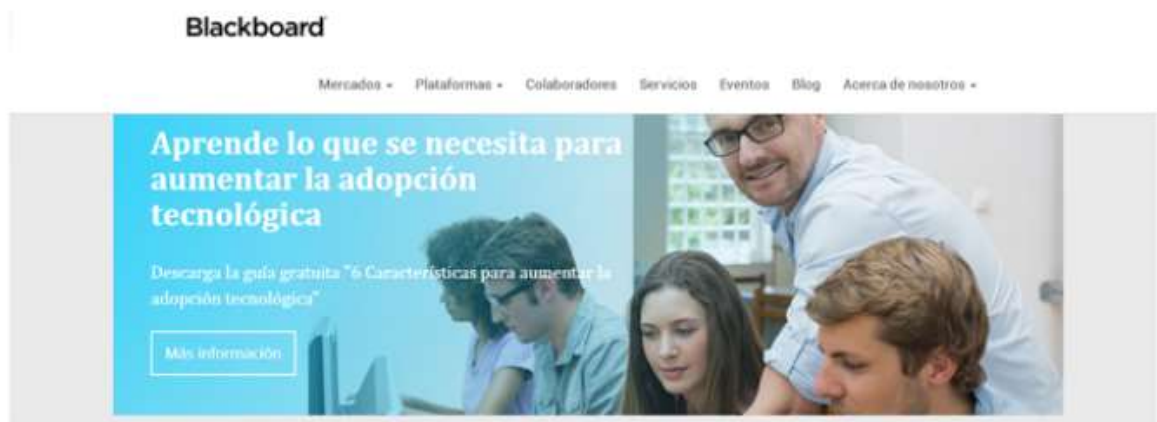 Blackboard
Mercados Plataformas Colaboradores Servicios Eventos Blog Acerca de nosotros
Aprende lo que se necesita para
aumentar la adopción
tecnológica
Descarga la guía gratuita "6 Características para aumentar la
adopción tecnológica"
Más información